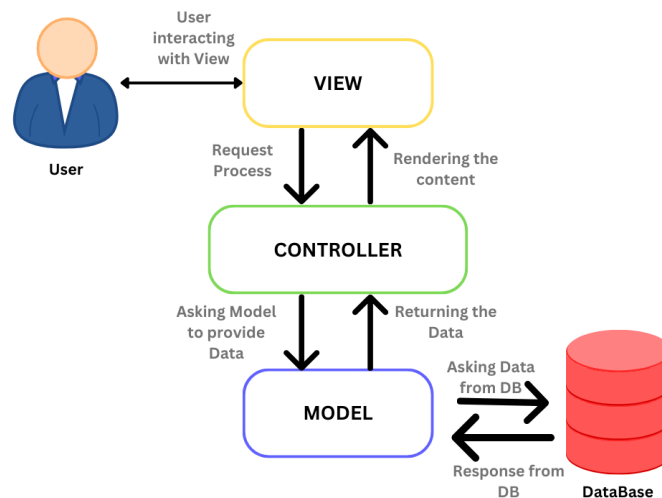 User
interacting
with View
VIEW
User
Request
Process
Rendering the
content
CONTROLLER
Asking Model
to provide
Data
Returning the
Data
Asking Data
from DB
MODEL
Response from
DB
DataBase